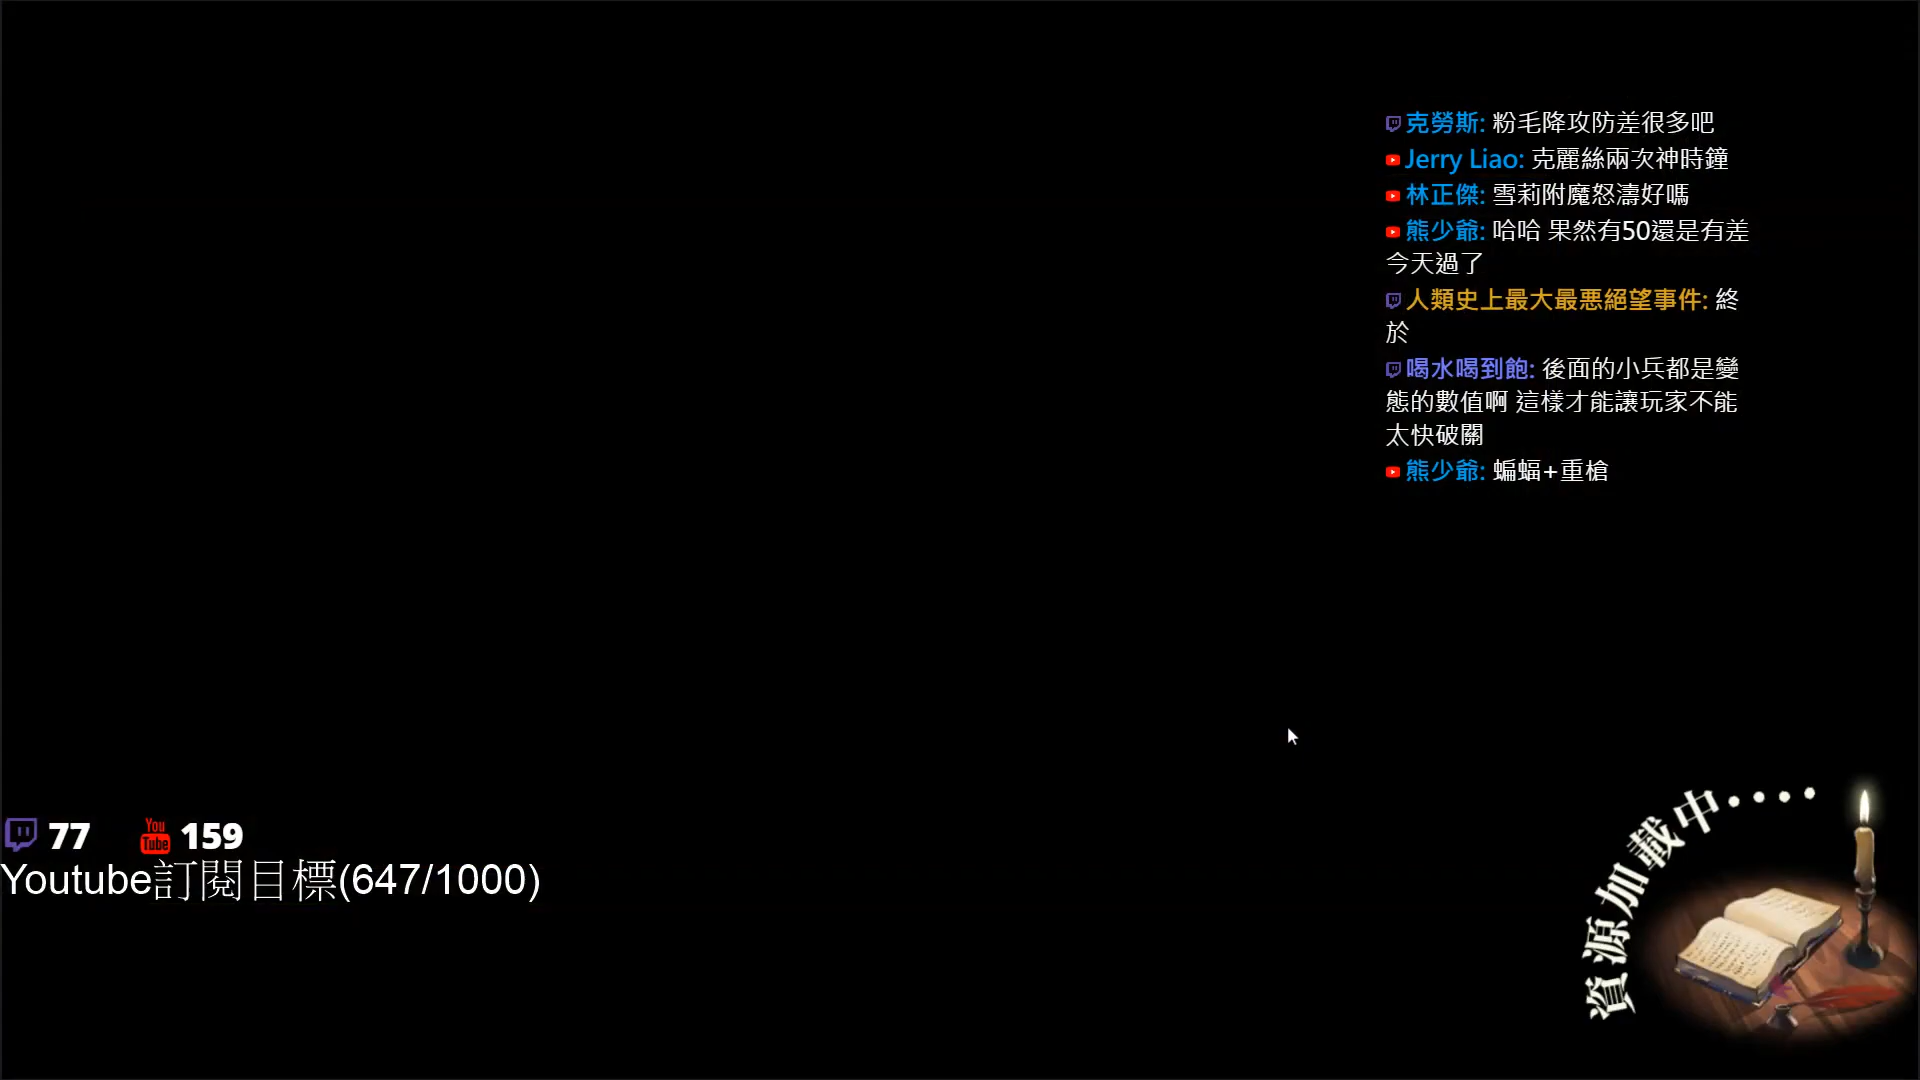 克勞斯: 粉毛降攻防差很多吧
Jerry Liao: 克麗絲兩次神時鐘
林正傑: 雪莉附魔怒濤好嗎
熊少爺: 哈哈 果然有50還是有差
今天過了
人類史上最大最悪絕望事件: 終
於
喝水喝到飽: 後面的小兵都是變
態的數值啊 這樣才能讓玩家不能
太快破關
熊少爺: 蝙蝠+重槍
77 You Tube 159
Youtube訂閱目標(647/1000)
資源加載中····